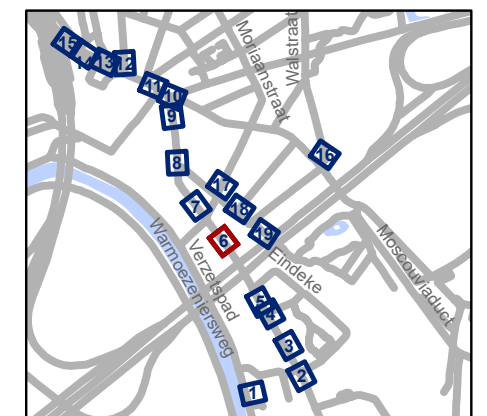 Moriaanstraat
Walstraat
13
12
11
10
9
16
8
17
7
18
19
6
Eindeke
Moscouviaduct
Warmoezeniersweg
Verzetspad
5
3
2
1